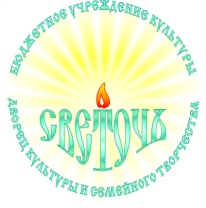 БЮДЖЕТНОЕ УЧРЕЖДЕНИЕ КУЛЬТУРЫ
СВЕТОЧЪ
ДВОРЕЦ КУЛЬТУРЫ И СЕМЕЙНОГО ТВОРЧЕСТВА